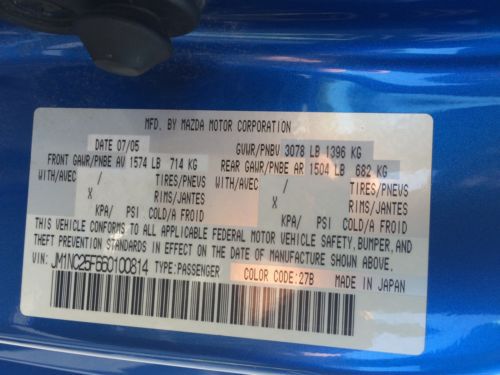 MFD. BY MAZDA MOTOR CORPORATION
DATE 07/05 GVWR/PNBV 3078 LB 1396 KG
FRONT GAWR/PNBE AV 1574 LB 714 KG REAR GAWR/PNBE AR 1504 LB 682 KG
WITH/AVEC / TIRES/PNEUS WITH/AVEC / TIRES/PNEUS
X RIMS/JANTES X RIMS/JANTES
KPA/ PSI COLD/A FROID KPA/ PSI COLD/A FROID
THIS VEHICLE CONFORMS TO ALL APPLICABLE FEDERAL MOTOR VEHICLE SAFETY, BUMPER, AND
THEFT PREVENTION STANDARDS IN EFFECT ON THE DATE OF MANUFACTURE SHOWN ABOVE.
VIN: JM1NC25F660100814 TYPE:PASSENGER COLOR CODE:27B MADE IN JAPAN